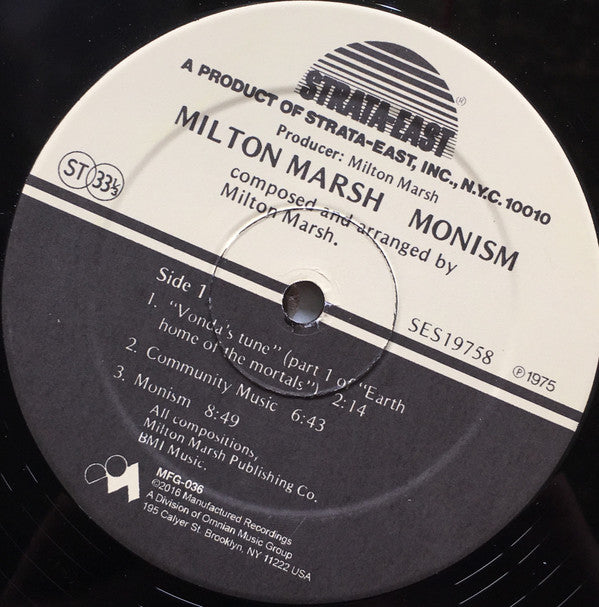 STRATA-EAST
(R)
A PRODUCT OF STRATA-EAST, INC., N.Y.C. 10010
Producer: Milton Marsh
MILTON MARSH MONISM
composed and arranged by
Milton Marsh.
ST 33⅓
Side 1
SES19758
1. "Vonda's tune" (part 1 of "Earth
home of the mortals") 2:14
2. Community Music 6:43
3. Monism 8:49
All compositions,
Milton Marsh Publishing Co.
BMI Music.
℗1975
MFG-036
©2016 Manufactured Recordings
A Division of Omnian Music Group
195 Calyer St. Brooklyn, NY 11222 USA